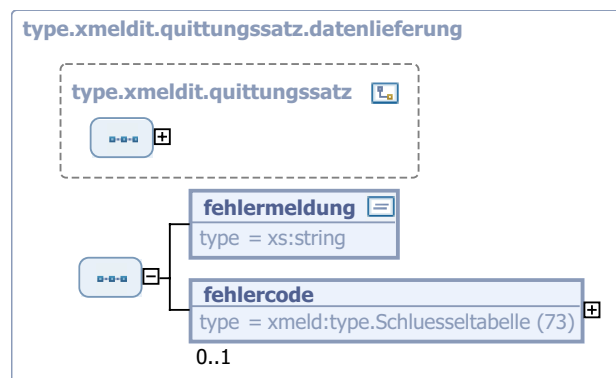 type.xmeldit.quittungssatz.datenlieferung
type.xmeldit.quittungssatz
fehlermeldung
type = xs:string
fehlercode
type = xmeld:type.Schluesseltabelle (73)
0..1